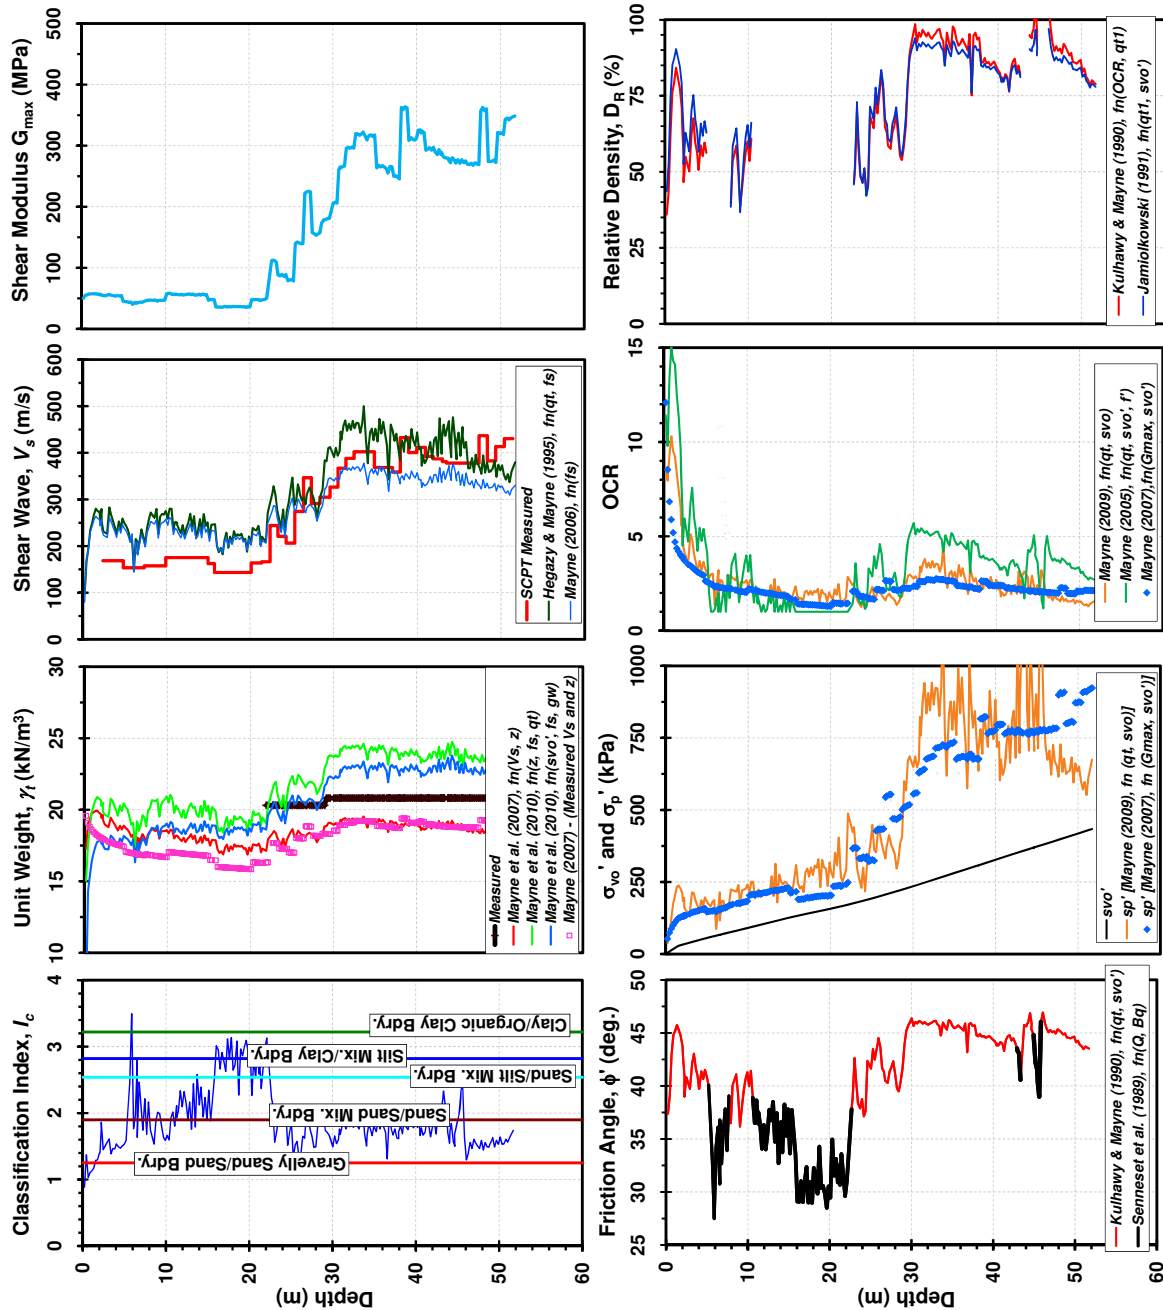 Classification Index, Ic
0 1 2 3 4
0
10
20
30
40
50
60
Depth (m)
Gravelly Sand/Sand Bdry.
Sand/Sand Mix. Bdry.
Sand/Silt Mix. Bdry.
Silt Mix./Clay Bdry.
Clay/Organic Clay Bdry.
Unit Weight, γt (kN/m³)
10 15 20 25 30
Measured
Mayne et al. (2007), fn(Vs, z)
Mayne et al. (2010), fn(z, fs, qt)
Mayne et al. (2010), fn(svo', fs, gw)
Mayne (2007) - (Measured Vs and z)
Shear Wave, Vs (m/s)
0 100 200 300 400 500 600
SCPT Measured
Hegazy & Mayne (1995), fn(qt, fs)
Mayne (2006), fn(fs)
Shear Modulus Gmax (MPa)
0 100 200 300 400 500
Friction Angle, ϕ' (deg.)
25 30 35 40 45 50
0
10
20
30
40
50
60
Depth (m)
Kulhawy & Mayne (1990), fn(qt, svo')
Senneset et al. (1989), fn(Q, Bq)
σvo' and σp' (kPa)
0 250 500 750 1000
svo'
sp' [Mayne (2009), fn (qt, svo)]
sp' [Mayne (2007), fn (Gmax, svo')]
OCR
0 5 10 15
Mayne (2009), fn(qt, svo)
Mayne (2005), fn(qt, svo', f')
Mayne (2007),fn(Gmax, svo')
Relative Density, DR (%)
0 25 50 75 100
Kulhawy & Mayne (1990), fn(OCR, qt1)
Jamiolkowski (1991), fn(qt1, svo')